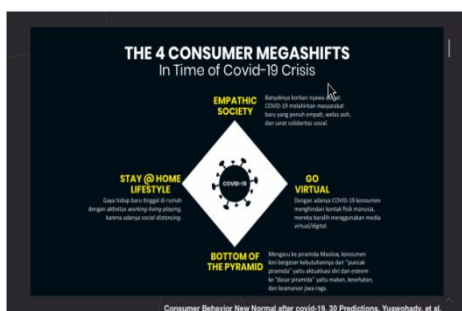 THE 4 CONSUMER MEGASHIFTS
In Time of Covid-19 Crisis
EMPATHIC
SOCIETY
Banyaknya korban nyawa akibat
COVID-19 melahirkan masyarakat
baru yang penuh empati, welas asih,
dan sarat solidaritas sosial.
STAY @ HOME
LIFESTYLE
Gaya hidup baru tinggal di rumah
dengan aktivitas working-living-playing,
karena adanya social distancing.
COVID-19
GO
VIRTUAL
Dengan adanya COVID-19 konsumen
menghindari kontak fisik manusia,
mereka beralih menggunakan media
virtual/digital.
BOTTOM OF
THE PYRAMID
Mengacu ke piramida Maslow, konsumen
kini bergeser kebutuhannya dari "puncak
piramida" yaitu aktualisasi diri dan esteem
ke "dasar piramida" yaitu makan, kesehatan,
dan keamanan jiwa-raga.
Consumer Behavior New Normal after covid-19. 30 Predictions. Yuswohady, et al.